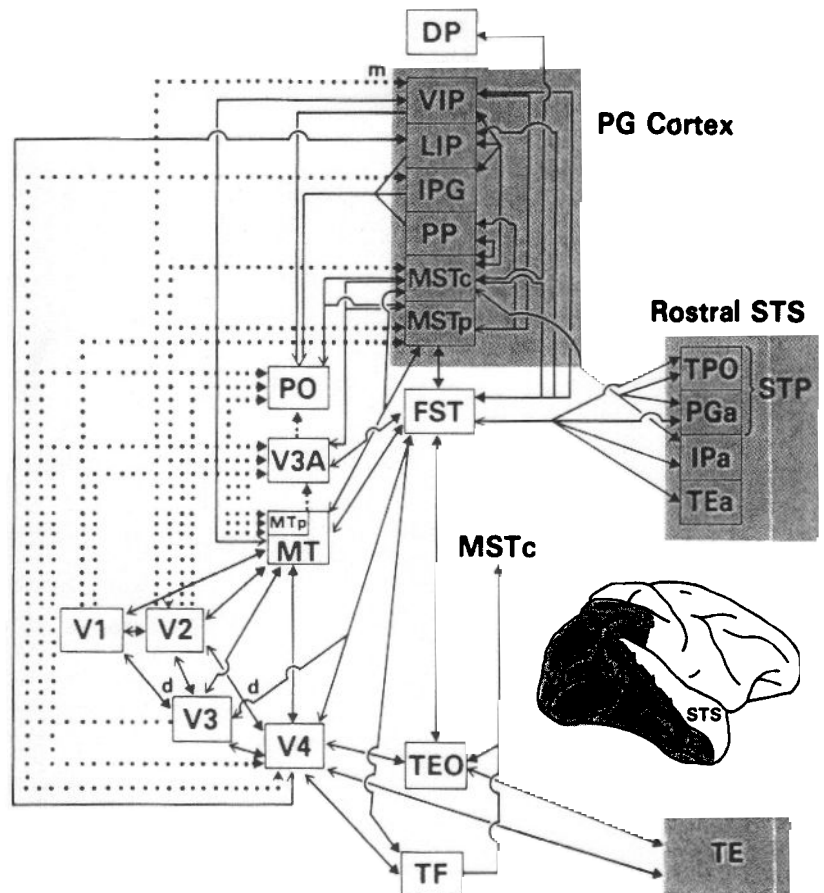 DP
m
VIP
PG Cortex
LIP
IPG
PP
MSTc
MSTp
Rostral STS
PO
TPO
STP
FST
PGa
V3A
IPa
TEa
MTp
MT
MSTc
V1
V2
d
d
V3
STS
V4
TEO
TE
TF